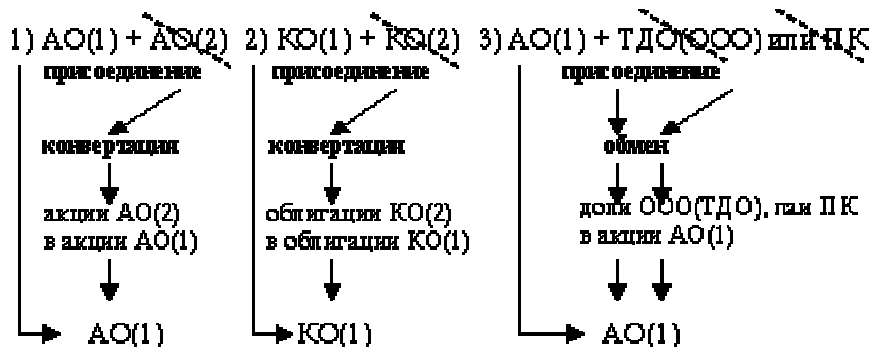 1) АО(1) + АО(2) 2) КО(1) + КО(2) 3) АО(1) + ТДО(ООО) или ПК
присоединение присоединение присоединение
конвертация конвертация обмен
акции АО(2) облигации КО(2) доли ООО(ТДО), паи ПК
в акции АО(1) в облигации КО(1) в акции АО(1)
АО(1) КО(1) АО(1)